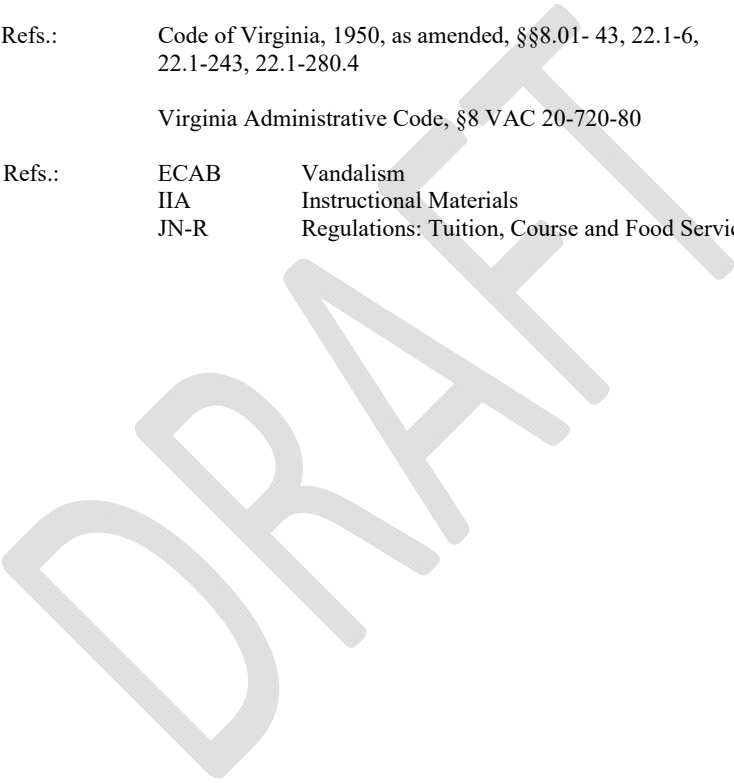 Refs.: Code of Virginia, 1950, as amended, §§8.01- 43, 22.1-6,
22.1-243, 22.1-280.4
Virginia Administrative Code, §8 VAC 20-720-80
Refs.: ECAB Vandalism
IIA Instructional Materials
JN-R Regulations: Tuition, Course and Food
DRAFT